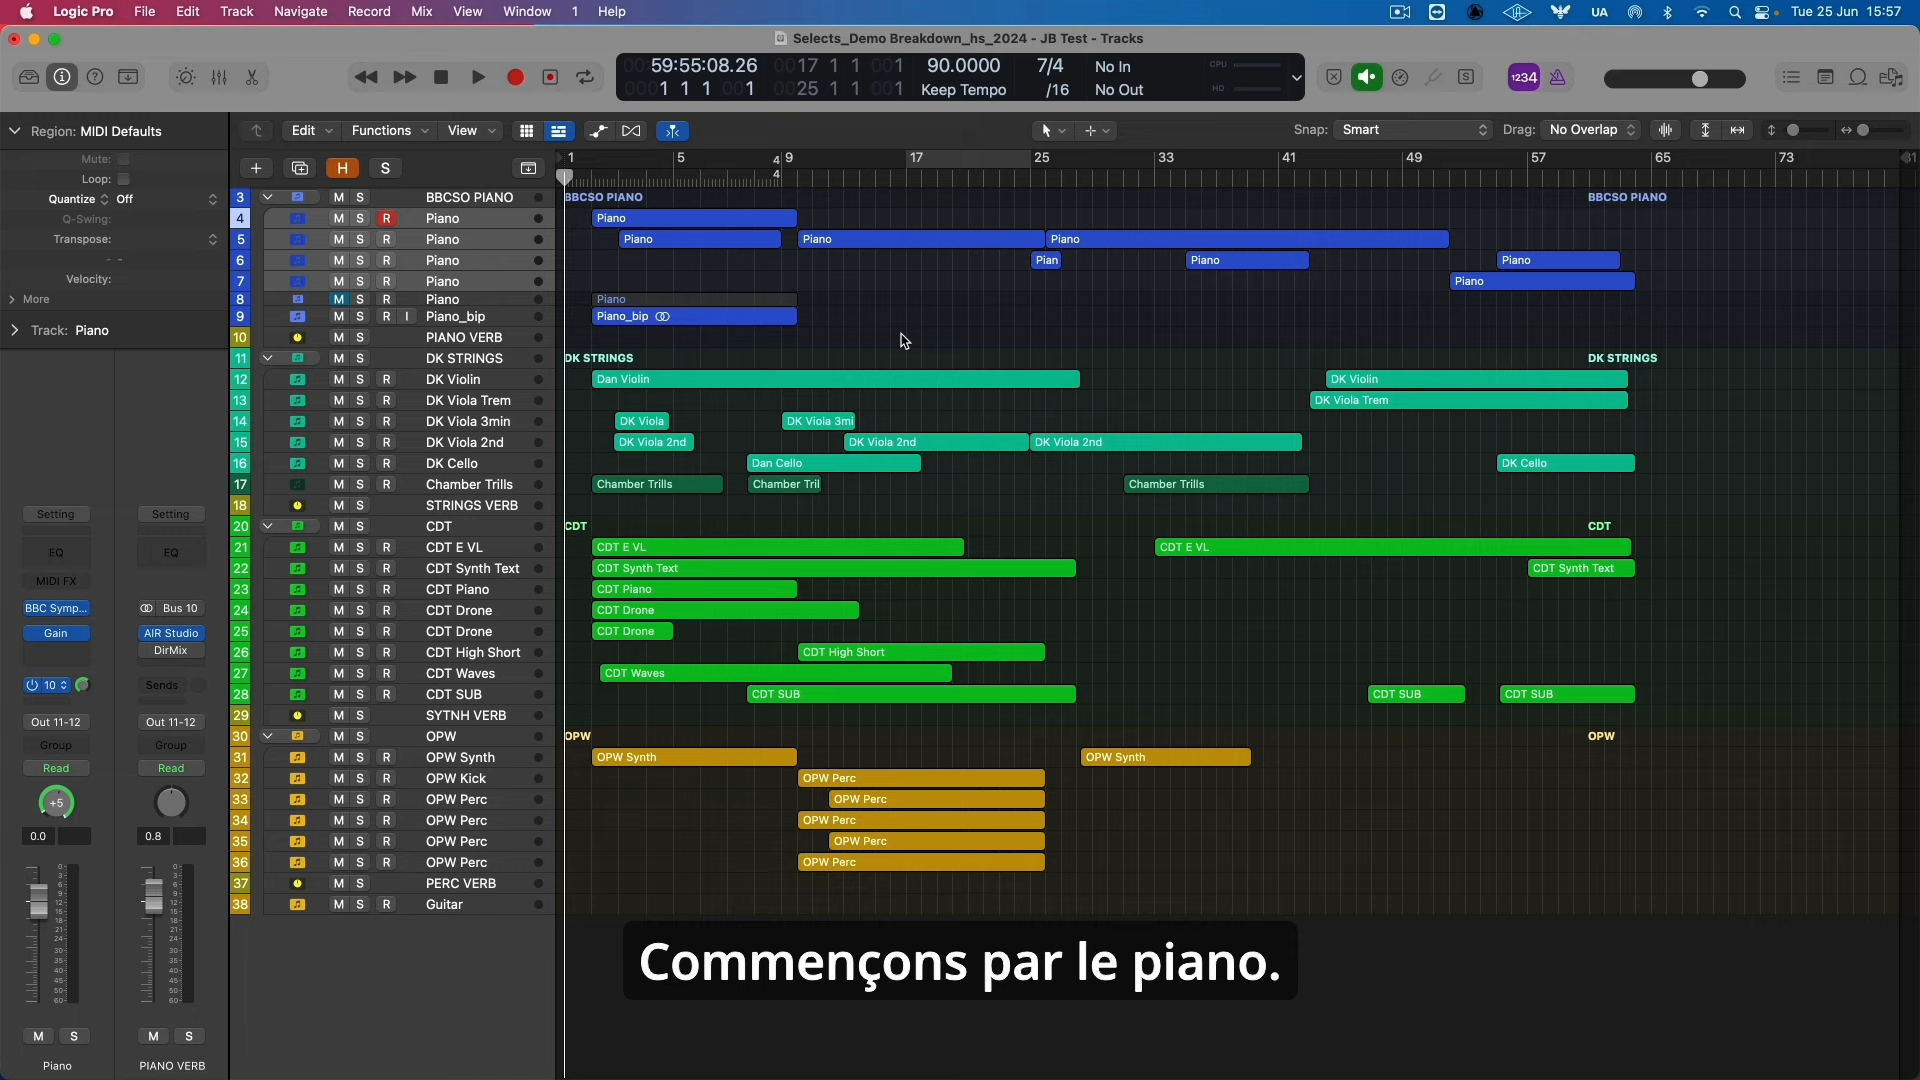 Logic Pro File Edit Track Navigate Record Mix View Window 1 Help UA Tue 25 Jun 15:57
Selects_Demo Breakdown_hs_2024 - JB Test - Tracks
59:55:08.26 0017 1 1 001 90.0000 7/4 No In CPU
0001 1 1 001 0025 1 1 001 Keep Tempo /16 No Out HD
1234
Region: MIDI Defaults
Mute:
Loop:
Quantize Off
Q-Swing:
Transpose:
- -
Velocity:
More
Track: Piano
Edit Functions View
Snap: Smart Drag: No Overlap
H S
1 5 9 17 25 33 41 49 57 65 73
4
4
3 M S BBCSO PIANO BBCSO PIANO BBCSO PIANO
4 M S R Piano Piano
5 M S R Piano Piano Piano Piano
6 M S R Piano Pian Piano Piano
7 M S R Piano Piano
8 M S R Piano Piano
9 M S R I Piano_bip Piano_bip
10 M S PIANO VERB
11 M S DK STRINGS DK STRINGS DK STRINGS
12 M S R DK Violin Dan Violin DK Violin
13 M S R DK Viola Trem DK Viola Trem
14 M S R DK Viola 3min DK Viola DK Viola 3mi
15 M S R DK Viola 2nd DK Viola 2nd DK Viola 2nd DK Viola 2nd
16 M S R DK Cello Dan Cello DK Cello
17 M S R Chamber Trills Chamber Trills Chamber Tril Chamber Trills
18 M S STRINGS VERB
20 M S CDT CDT CDT
21 M S R CDT E VL CDT E VL CDT E VL
22 M S R CDT Synth Text CDT Synth Text CDT Synth Text
23 M S R CDT Piano CDT Piano
24 M S R CDT Drone CDT Drone
25 M S R CDT Drone CDT Drone
26 M S R CDT High Short CDT High Short
27 M S R CDT Waves CDT Waves
28 M S R CDT SUB CDT SUB CDT SUB CDT SUB
29 M S SYTNH VERB
30 M S OPW OPW OPW
31 M S R OPW Synth OPW Synth OPW Synth
32 M S R OPW Kick OPW Perc
33 M S R OPW Perc OPW Perc
34 M S R OPW Perc OPW Perc
35 M S R OPW Perc OPW Perc
36 M S R OPW Perc OPW Perc
37 M S PERC VERB
38 M S R Guitar
Setting Setting
EQ EQ
MIDI FX
BBC Symp... Bus 10
Gain AIR Studio
DirMix
10 Sends
Out 11-12 Out 11-12
Group Group
Read Read
+5
0.0 0.8
M S M S
Piano PIANO VERB
Commençons par le piano.